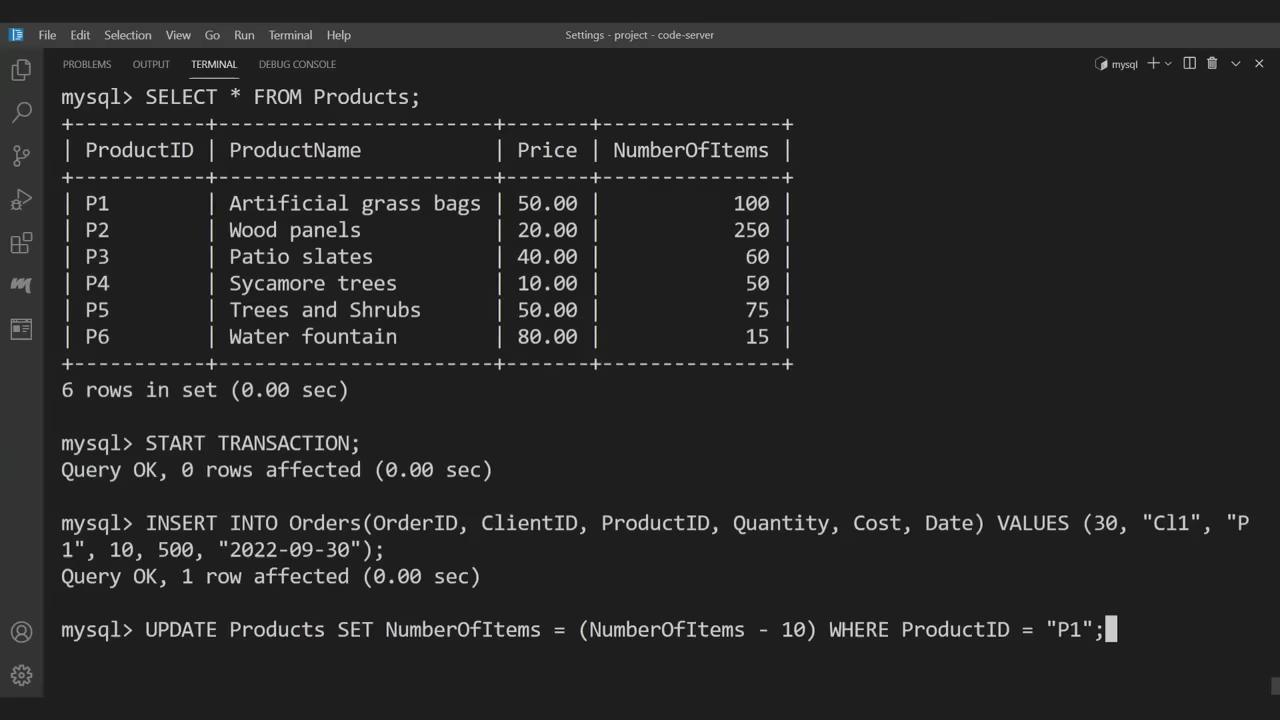 File Edit Selection View Go Run Terminal Help Settings - project - code-server
PROBLEMS OUTPUT TERMINAL DEBUG CONSOLE mysql
mysql> SELECT * FROM Products;
+-----------+----------------------+-------+---------------+
| ProductID | ProductName          | Price | NumberOfItems |
+-----------+----------------------+-------+---------------+
| P1        | Artificial grass bags | 50.00 |           100 |
| P2        | Wood panels          | 20.00 |           250 |
| P3        | Patio slates         | 40.00 |            60 |
| P4        | Sycamore trees       | 10.00 |            50 |
| P5        | Trees and Shrubs     | 50.00 |            75 |
| P6        | Water fountain       | 80.00 |            15 |
+-----------+----------------------+-------+---------------+
6 rows in set (0.00 sec)
mysql> START TRANSACTION;
Query OK, 0 rows affected (0.00 sec)
mysql> INSERT INTO Orders(OrderID, ClientID, ProductID, Quantity, Cost, Date) VALUES (30, "Cl1", "P
1", 10, 500, "2022-09-30");
Query OK, 1 row affected (0.00 sec)
mysql> UPDATE Products SET NumberOfItems = (NumberOfItems - 10) WHERE ProductID = "P1";